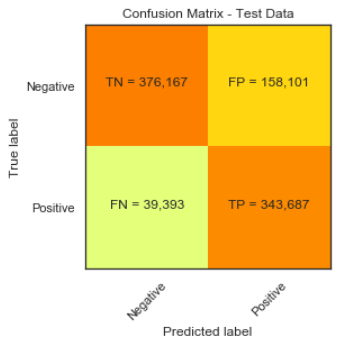 Confusion Matrix - Test Data
True label
Negative
TN = 376,167
FP = 158,101
Positive
FN = 39,393
TP = 343,687
Negative
Positive
Predicted label